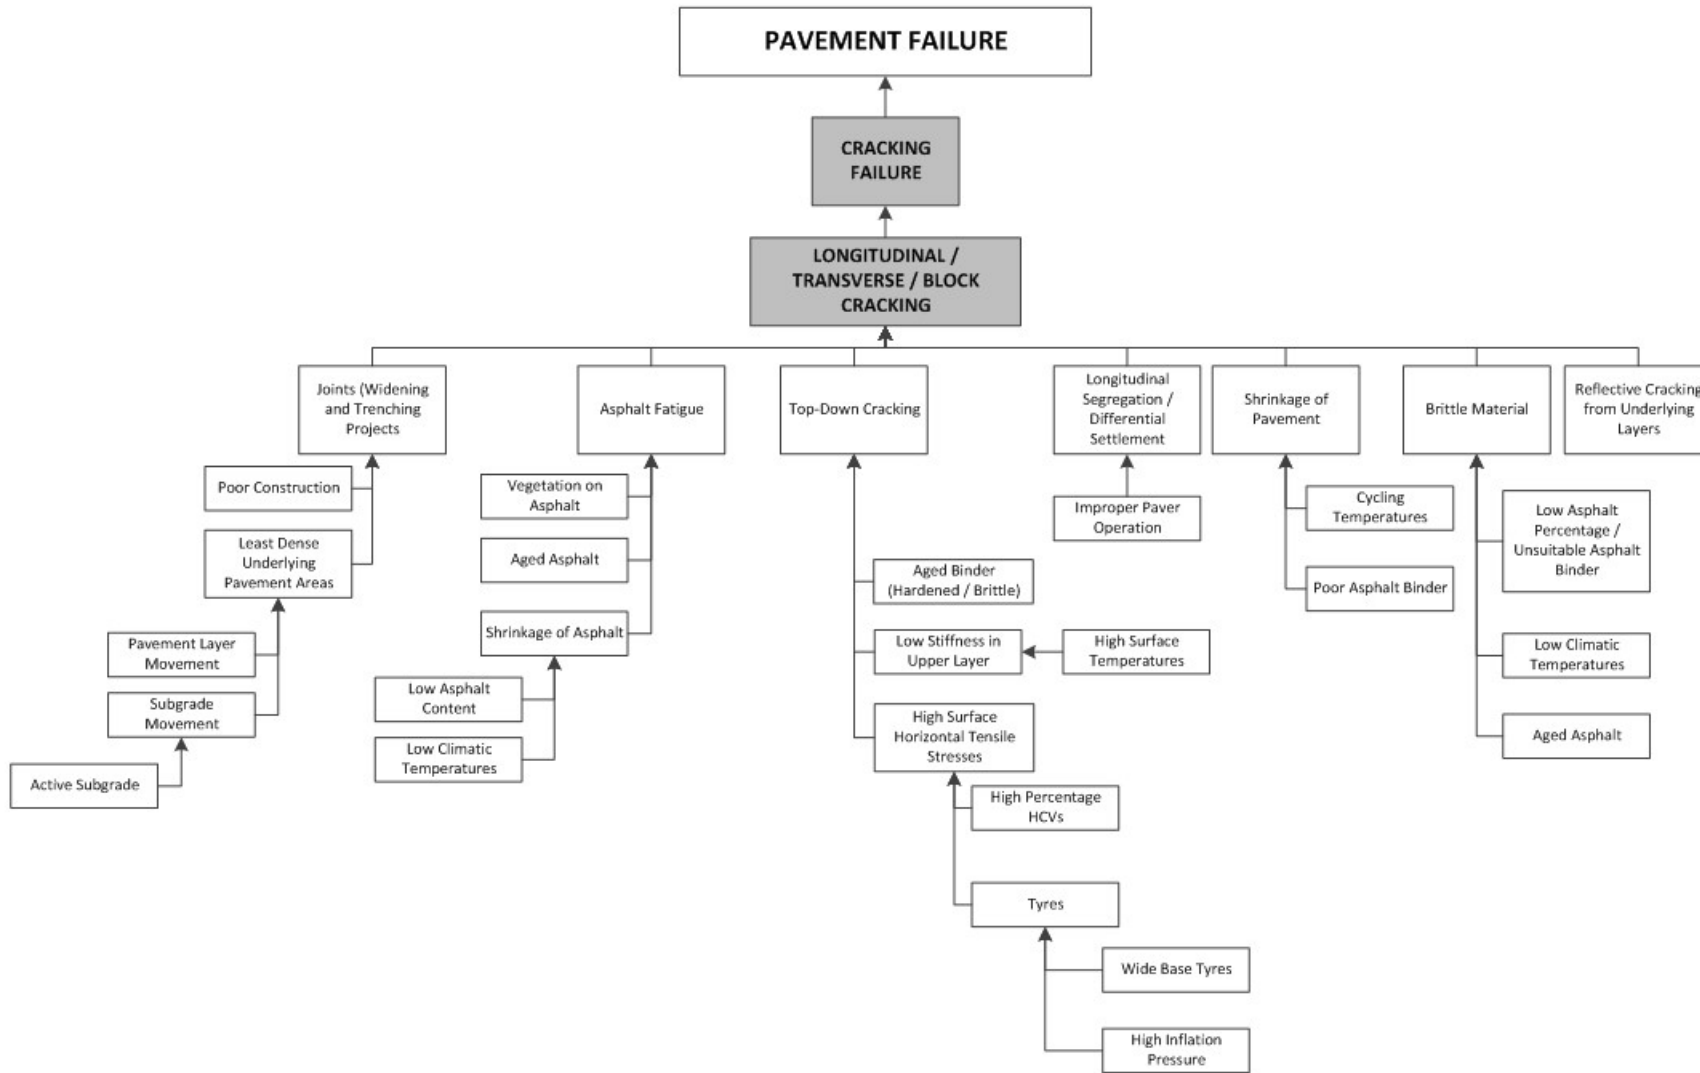 PAVEMENT FAILURE
CRACKING
FAILURE
LONGITUDINAL /
TRANSVERSE / BLOCK
CRACKING
Joints (Widening
and Trenching
Projects
Asphalt Fatigue
Top-Down Cracking
Longitudinal
Segregation /
Differential
Settlement
Shrinkage of
Pavement
Brittle Material
Reflective Cracking
from Underlying
Layers
Poor Construction
Least Dense
Underlying
Pavement Areas
Pavement Layer
Movement
Subgrade
Movement
Active Subgrade
Vegetation on
Asphalt
Aged Asphalt
Shrinkage of Asphalt
Low Asphalt
Content
Low Climatic
Temperatures
Aged Binder
(Hardened / Brittle)
Low Stiffness in
Upper Layer
High Surface
Temperatures
High Surface
Horizontal Tensile
Stresses
High Percentage
HCVs
Tyres
Wide Base Tyres
High Inflation
Pressure
Improper Paver
Operation
Cycling
Temperatures
Poor Asphalt Binder
Low Asphalt
Percentage /
Unsuitable Asphalt
Binder
Low Climatic
Temperatures
Aged Asphalt